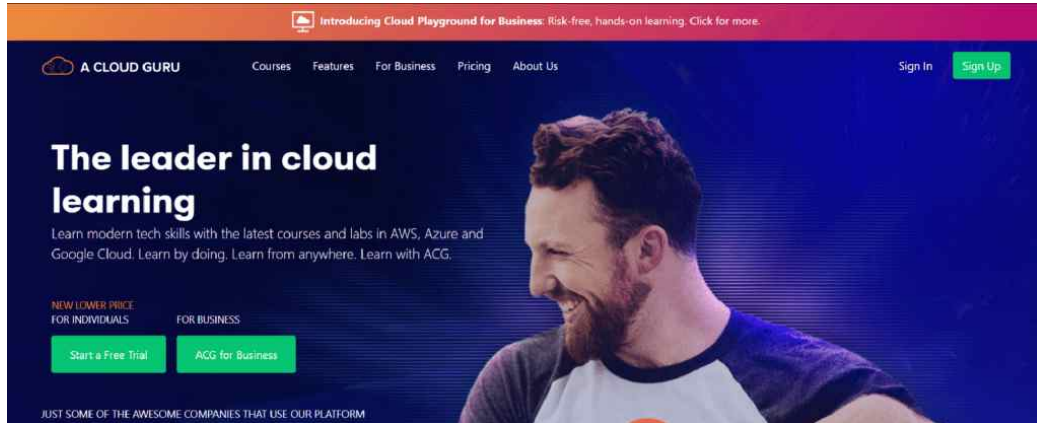 Introducing Cloud Playground for Business: Risk-free, hands-on learning. Click for more.
A CLOUD GURU Courses Features For Business Pricing About Us Sign In Sign Up
The leader in cloud
learning
Learn modern tech skills with the latest courses and labs in AWS, Azure and
Google Cloud. Learn by doing. Learn from anywhere. Learn with ACG.
NEW LOWER PRICE
FOR INDIVIDUALS FOR BUSINESS
Start a Free Trial ACG for Business
JUST SOME OF THE AWESOME COMPANIES THAT USE OUR PLATFORM